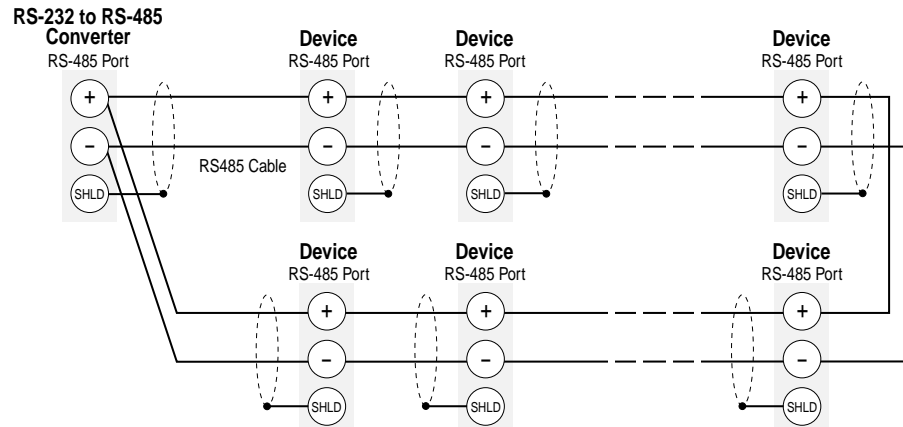 RS-232 to RS-485
Converter
RS-485 Port
Device
RS-485 Port
Device
RS-485 Port
Device
RS-485 Port
+ + + +
– – – –
RS485 Cable
SHLD SHLD SHLD SHLD
Device
RS-485 Port
Device
RS-485 Port
Device
RS-485 Port
+ + +
– – –
SHLD SHLD SHLD